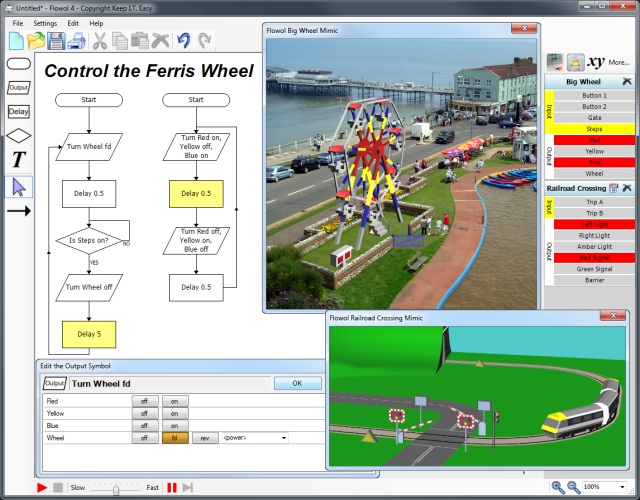 Untitled* - Flowol 4 - Copyright Keep I.T. Easy
File Settings Edit Help
More...
Output
Delay
T
Control the Ferris Wheel
Start
Turn Wheel fd
Delay 0.5
Is Steps on?
NO
YES
Turn Wheel off
Delay 5
Start
Turn Red on,
Yellow off,
Blue on
Delay 0.5
Turn Red off,
Yellow on,
Blue off
Delay 0.5
Flowol Big Wheel Mimic
xy
Big Wheel
Input
Button 1
Button 2
Gate
Steps
Output
Red
Yellow
Blue
Wheel
Railroad Crossing
Input
Trip A
Trip B
Output
Left Light
Right Light
Amber Light
Red Signal
Green Signal
Barrier
Flowol Railroad Crossing Mimic
Edit the Output Symbol
Output
Turn Wheel fd
OK
Red off on
Yellow off on
Blue off on
Wheel off fd rev <power>
Slow Fast
100%